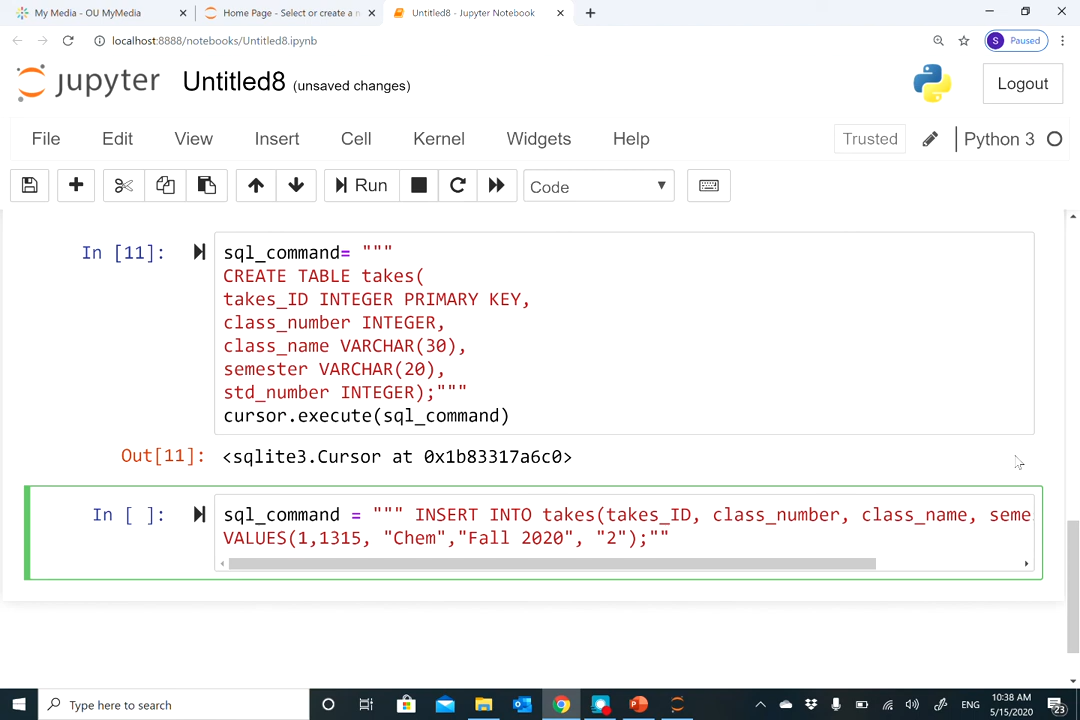 My Media - OU MyMedia
Home Page - Select or create a n
Untitled8 - Jupyter Notebook
localhost:8888/notebooks/Untitled8.ipynb
S Paused
jupyter Untitled8 (unsaved changes)
Logout
File Edit View Insert Cell Kernel Widgets Help
Trusted
Python 3
Run
Code
In [11]:
sql_command= """
CREATE TABLE takes(
takes_ID INTEGER PRIMARY KEY,
class_number INTEGER,
class_name VARCHAR(30),
semester VARCHAR(20),
std_number INTEGER);"""
cursor.execute(sql_command)
Out[11]: <sqlite3.Cursor at 0x1b83317a6c0>
In [ ]:
sql_command = """ INSERT INTO takes(takes_ID, class_number, class_name, seme
VALUES(1,1315, "Chem","Fall 2020", "2");""
Type here to search
ENG
10:38 AM
5/15/2020
23